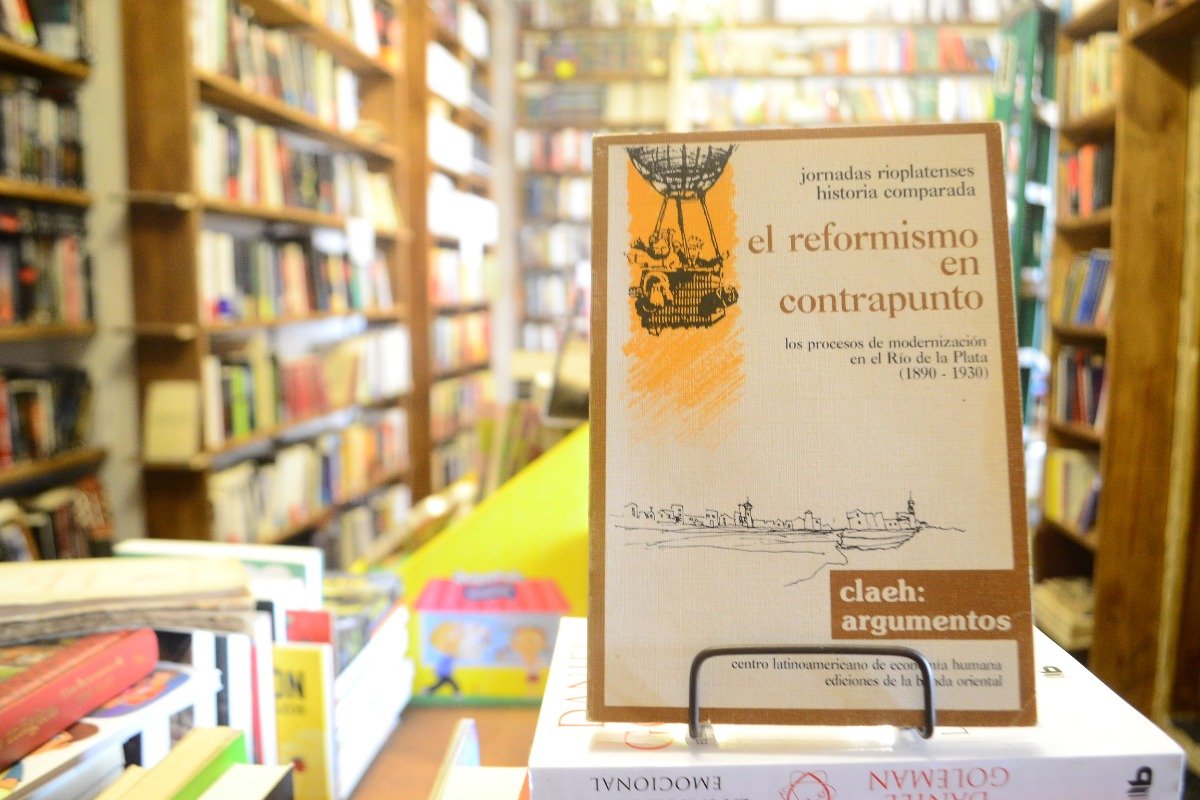 jornadas rioplatenses
historia comparada
el reformismo
en
contrapunto
los procesos de modernización
en el Río de la Plata
(1890 - 1930)
claeh:
argumentos
centro latinoamericano de economía humana
ediciones de la banda oriental
EMOCIONAL
DANIEL
GOLEMAN